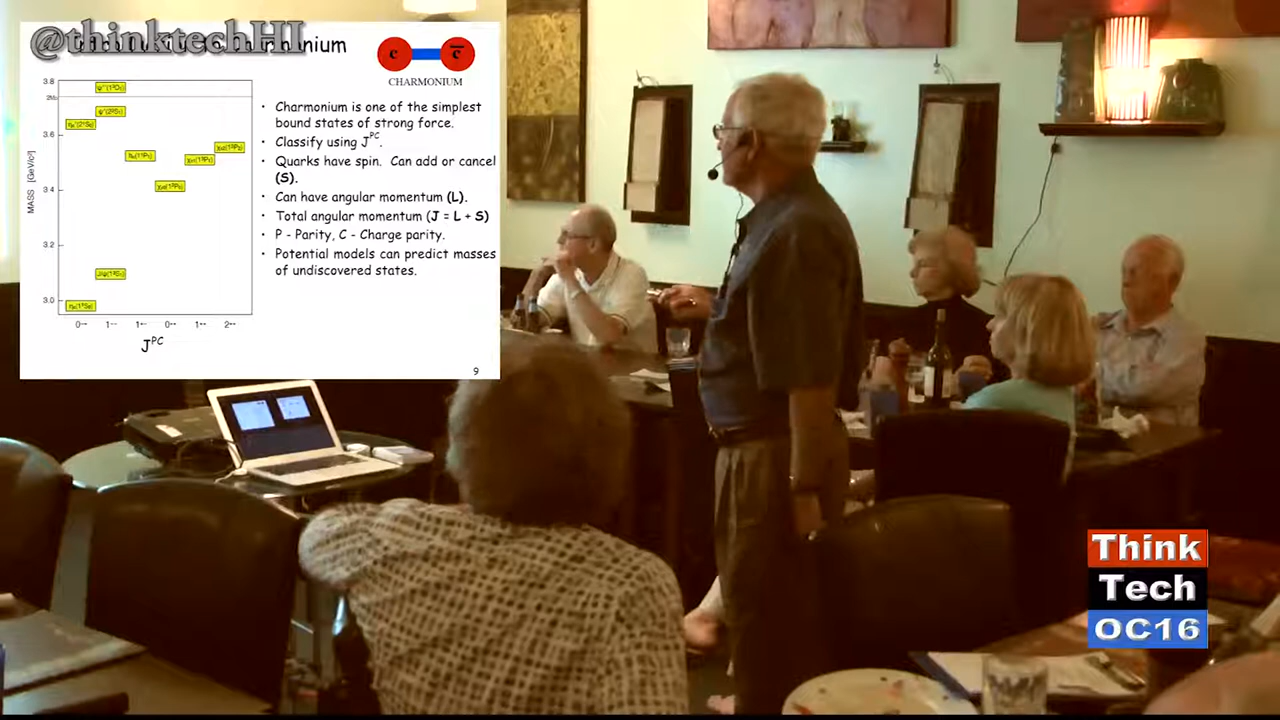 @thinktechHI
monium
c
c̅
CHARMONIUM
• Charmonium is one of the simplest
bound states of strong force.
• Classify using J^PC.
• Quarks have spin. Can add or cancel
(S).
• Can have angular momentum (L).
• Total angular momentum (J = L + S)
• P - Parity, C - Charge parity.
• Potential models can predict masses
of undiscovered states.
MASS [GeV/c²]
3.8
3.6
3.4
3.2
3.0
J^PC
9
Think
Tech
OC16